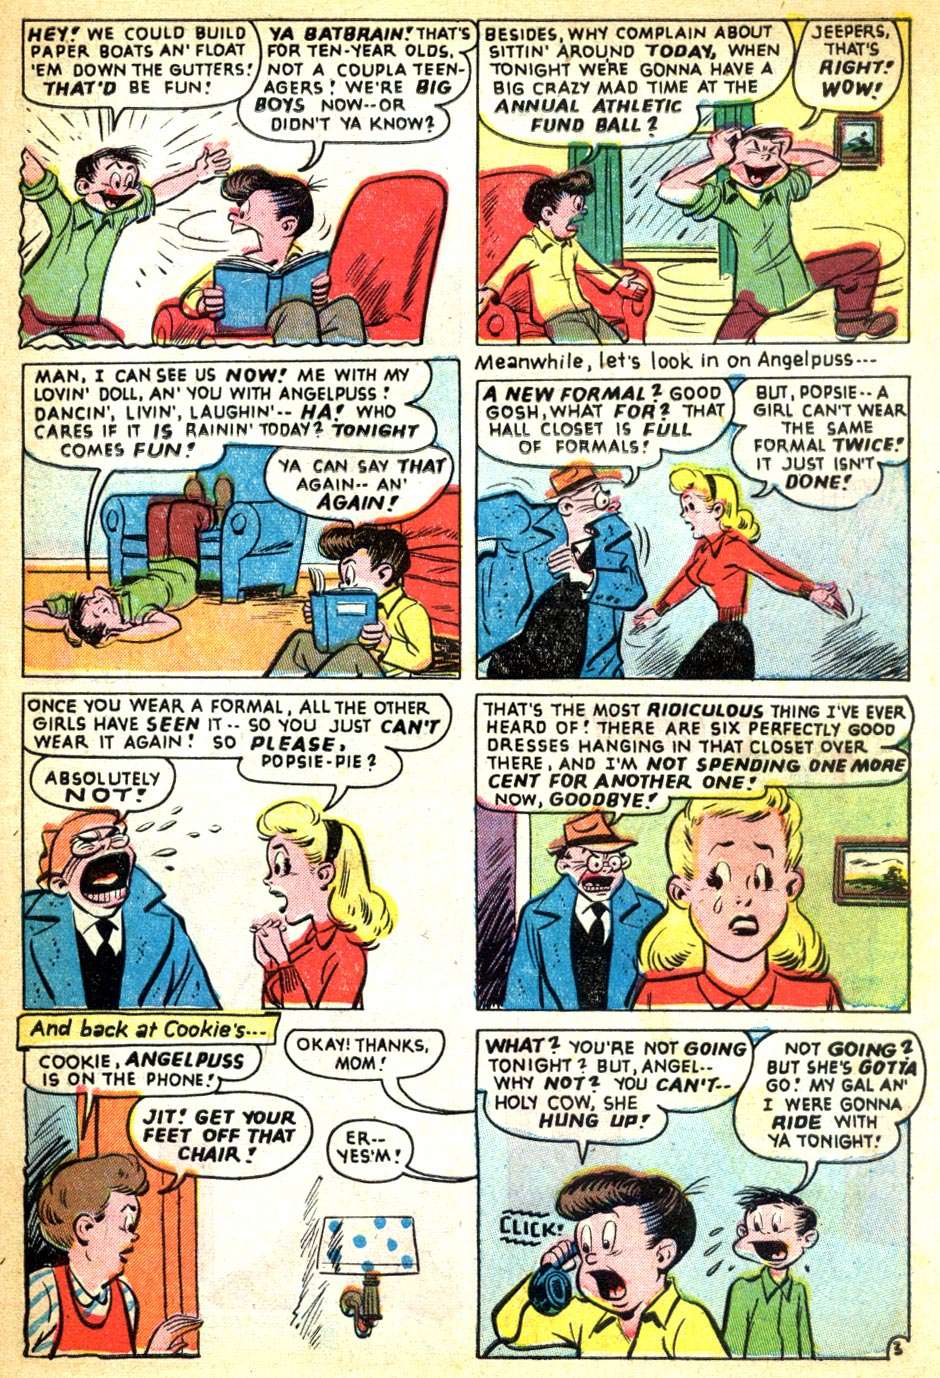 HEY! WE COULD BUILD
PAPER BOATS AN' FLOAT
'EM DOWN THE GUTTERS!
THAT'D BE FUN!
YA BATBRAIN! THAT'S
FOR TEN-YEAR OLDS,
NOT A COUPLA TEEN-
AGERS! WE'RE BIG
BOYS NOW--OR
DIDN'T YA KNOW?
BESIDES, WHY COMPLAIN ABOUT
SITTIN' AROUND TODAY, WHEN
TONIGHT WE'RE GONNA HAVE A
BIG CRAZY MAD TIME AT THE
ANNUAL ATHLETIC
FUND BALL?
JEEPERS,
THAT'S
RIGHT!
WOW!
MAN, I CAN SEE US NOW! ME WITH MY
LOVIN' DOLL, AN' YOU WITH ANGELPUSS!
DANCIN', LIVIN', LAUGHIN'-- HA! WHO
CARES IF IT IS RAININ' TODAY? TONIGHT
COMES FUN!
YA CAN SAY THAT
AGAIN-- AN'
AGAIN!
Meanwhile, let's look in on Angelpuss---
A NEW FORMAL? GOOD
GOSH, WHAT FOR? THAT
HALL CLOSET IS FULL
OF FORMALS!
BUT, POPSIE-- A
GIRL CAN'T WEAR
THE SAME
FORMAL TWICE!
IT JUST ISN'T
DONE!
ONCE YOU WEAR A FORMAL, ALL THE OTHER
GIRLS HAVE SEEN IT -- SO YOU JUST CAN'T
WEAR IT AGAIN! SO PLEASE,
POPSIE-PIE?
ABSOLUTELY
NOT!
THAT'S THE MOST RIDICULOUS THING I'VE EVER
HEARD OF! THERE ARE SIX PERFECTLY GOOD
DRESSES HANGING IN THAT CLOSET OVER
THERE, AND I'M NOT SPENDING ONE MORE
CENT FOR ANOTHER ONE!
NOW, GOODBYE!
And back at Cookie's---
COOKIE, ANGELPUSS
IS ON THE PHONE!
OKAY! THANKS,
MOM!
JIT! GET YOUR
FEET OFF THAT
CHAIR!
ER--
YES'M!
WHAT? YOU'RE NOT GOING
TONIGHT? BUT, ANGEL--
WHY NOT? YOU CAN'T--
HOLY COW, SHE
HUNG UP!
NOT GOING?
BUT SHE'S GOTTA
GO! MY GAL AN'
I WERE GONNA
RIDE WITH
YA TONIGHT!
CLICK!
3